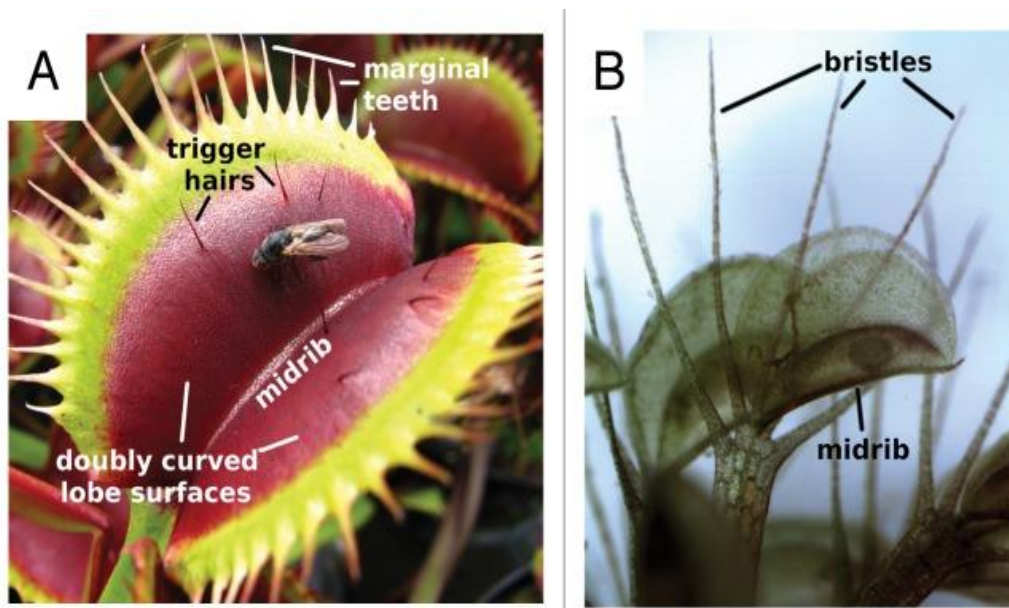 A
marginal
teeth
trigger
hairs
midrib
doubly curved
lobe surfaces
B
bristles
midrib